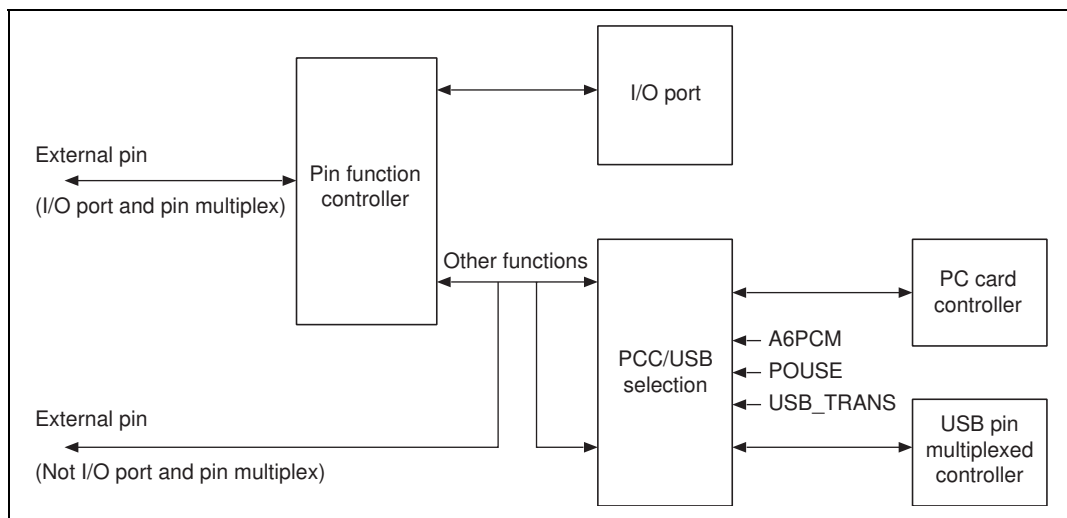 I/O port
External pin
(I/O port and pin multiplex)
Pin function
controller
Other functions
PCC/USB
selection
PC card
controller
A6PCM
POUSE
USB_TRANS
External pin
(Not I/O port and pin multiplex)
USB pin
multiplexed
controller